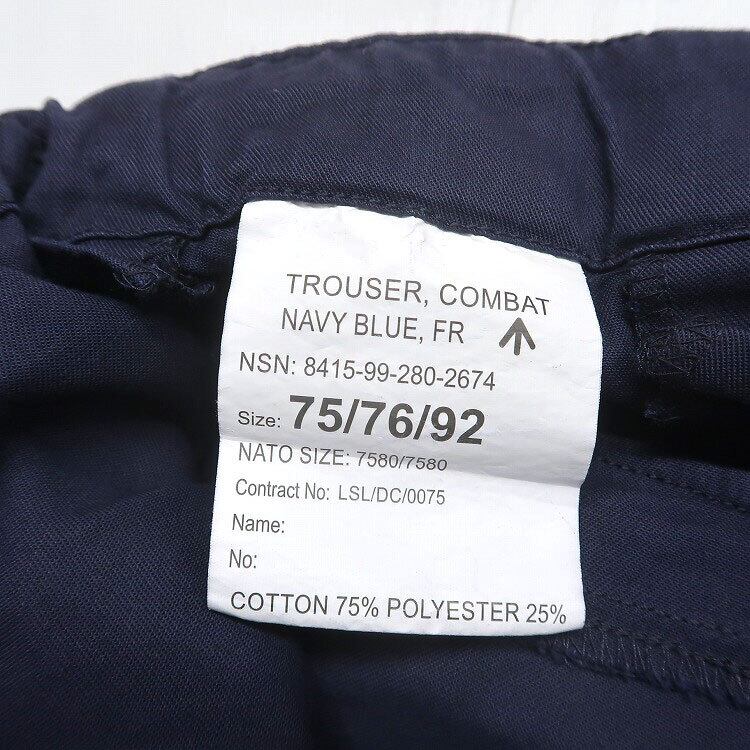 TROUSER, COMBAT
NAVY BLUE, FR
NSN: 8415-99-280-2674
Size: 75/76/92
NATO SIZE: 7580/7580
Contract No: LSL/DC/0075
Name:
No:
COTTON 75% POLYESTER 25%